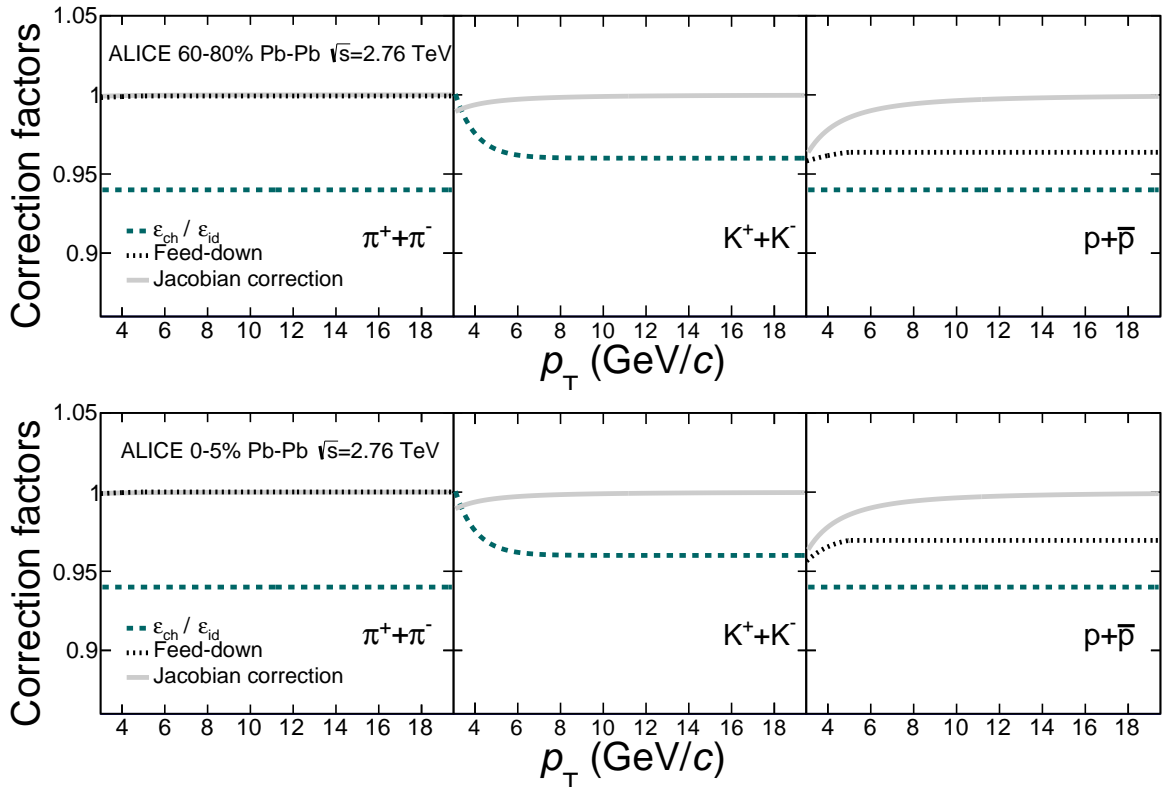 1.05
ALICE 60-80% Pb-Pb √s=2.76 TeV
1
0.95
0.9
Correction factors
ε_ch / ε_id
Feed-down
Jacobian correction
π⁺+π⁻
K⁺+K⁻
p+p̅
4 6 8 10 12 14 16 18 4 6 8 10 12 14 16 18 4 6 8 10 12 14 16 18
p_T (GeV/c)
1.05
ALICE 0-5% Pb-Pb √s=2.76 TeV
1
0.95
0.9
Correction factors
ε_ch / ε_id
Feed-down
Jacobian correction
π⁺+π⁻
K⁺+K⁻
p+p̅
4 6 8 10 12 14 16 18 4 6 8 10 12 14 16 18 4 6 8 10 12 14 16 18
p_T (GeV/c)